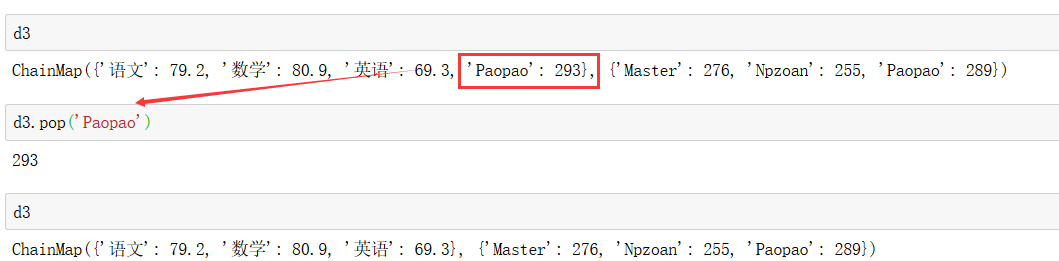 d3
ChainMap({'语文': 79.2, '数学': 80.9, '英语': 69.3, 'Paopao': 293}, {'Master': 276, 'Npzoan': 255, 'Paopao': 289})
d3.pop('Paopao')
293
d3
ChainMap({'语文': 79.2, '数学': 80.9, '英语': 69.3}, {'Master': 276, 'Npzoan': 255, 'Paopao': 289})